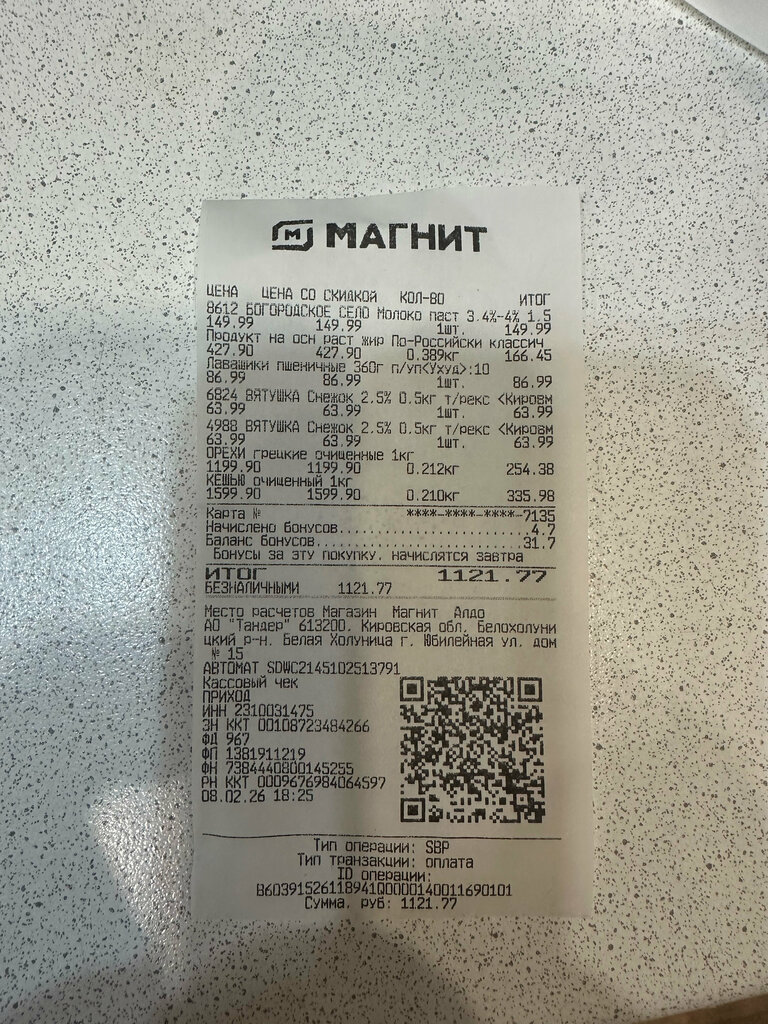 МАГНИТ
ЦЕНА ЦЕНА СО СКИДКОЙ КОЛ-ВО ИТОГ
8612 БОГОРОДСКОЕ СЕЛО Молоко паст 3.4%-4% 1.5
149.99 149.99 1шт. 149.99
Продукт на осн раст жир По-Российски классич
427.90 427.90 0.389кг 166.45
Лавашики пшеничные 360г п/уп<Ухуд>:10
86.99 86.99 1шт. 86.99
6824 ВЯТУШКА Снежок 2.5% 0.5кг т/рекс <Кировм
63.99 63.99 1шт. 63.99
4988 ВЯТУШКА Снежок 2.5% 0.5кг т/рекс <Кировм
63.99 63.99 1шт. 63.99
ОРЕХИ грецкие очищенные 1кг
1199.90 1199.90 0.212кг 254.38
КЕШЬЮ очищенный 1кг
1599.90 1599.90 0.210кг 335.98
Карта № ****-****-****-7135
Начислено бонусов........................4.7
Баланс бонусов..........................31.7
Бонусы за эту покупку. начислятся завтра
ИТОГ 1121.77
БЕЗНАЛИЧНЫМИ 1121.77
Место расчетов Магазин Магнит Алдо
АО "Тандер" 613200. Кировская обл. Белохолуни
цкий р-н. Белая Холуница г. Юбилейная ул. дом
№ 15
АВТОМАТ SDWC2145102513791
Кассовый чек
ПРИХОД
ИНН 2310031475
ЗН ККТ 00108723484266
ФД 967
ФП 1381911219
ФН 7384440800145255
РН ККТ 0009676984064597
08.02.26 18:25
Тип операции: SBP
Тип транзакции: оплата
ID операции:
B60391526118941Q0000140011690101
Сумма, руб: 1121.77